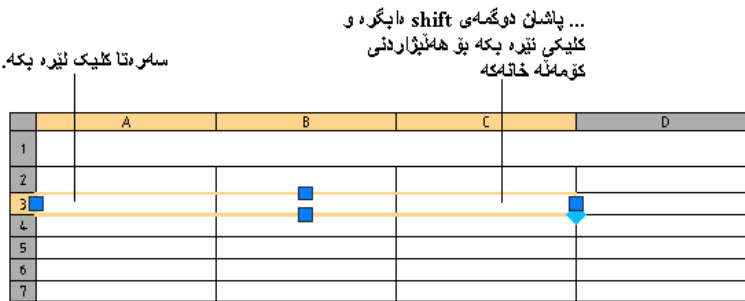 ... پاشان دوگمەی shift دابگرە و
کلیکی ئێرە بکە بۆ هەڵبژاردنی
کۆمەڵە خانەکە
سەرەتا کلیک لێرە بکە.
A B C D
1
2
3
4
5
6
7